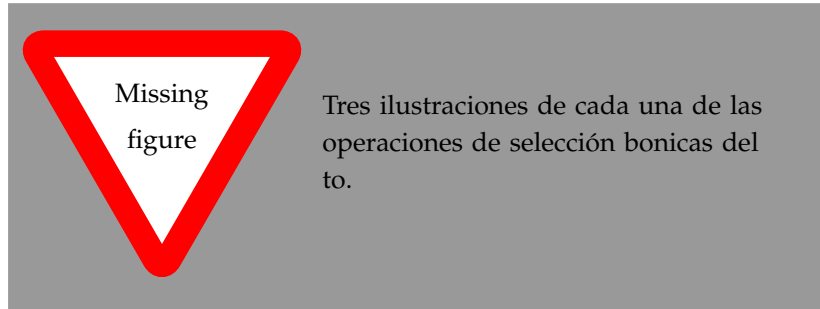 Missing
figure
Tres ilustraciones de cada una de las
operaciones de selección bonicas del
to.